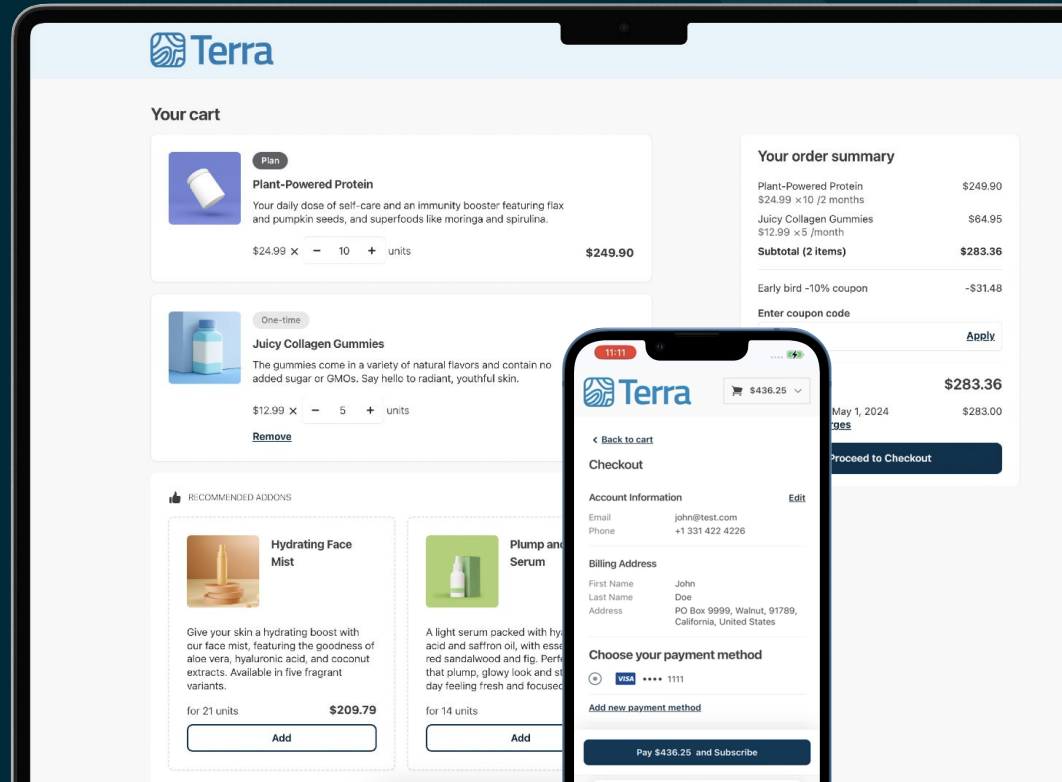 Terra
Your cart
Plan
Plant-Powered Protein
Your daily dose of self-care and an immunity booster featuring flax
and pumpkin seeds, and superfoods like moringa and spirulina.
$24.99 × − 10 + units
$249.90
One-time
Juicy Collagen Gummies
The gummies come in a variety of natural flavors and contain no
added sugar or GMOs. Say hello to radiant, youthful skin.
$12.99 × − 5 + units
Remove
RECOMMENDED ADDONS
Hydrating Face
Mist
Give your skin a hydrating boost with
our face mist, featuring the goodness of
aloe vera, hyaluronic acid, and coconut
extracts. Available in five fragrant
variants.
for 21 units $209.79
Add
Plump and
Serum
A light serum packed with
acid and saffron oil, with
red sandalwood and fig.
that plump, glowy look and
day feeling fresh and focused
for 14 units
Add
Your order summary
Plant-Powered Protein $249.90
$24.99 ×10 /2 months
Juicy Collagen Gummies $64.95
$12.99 ×5 /month
Subtotal (2 items) $283.36
Early bird -10% coupon -$31.48
Enter coupon code
Apply
$283.36
May 1, 2024 $283.00
Proceed to Checkout
11:11
Terra
$436.25
Back to cart
Checkout
Account Information Edit
Email john@test.com
Phone +1 331 422 4226
Billing Address
First Name John
Last Name Doe
Address PO Box 9999, Walnut, 91789,
California, United States
Choose your payment method
VISA •••• 1111
Add new payment method
Pay $436.25 and Subscribe